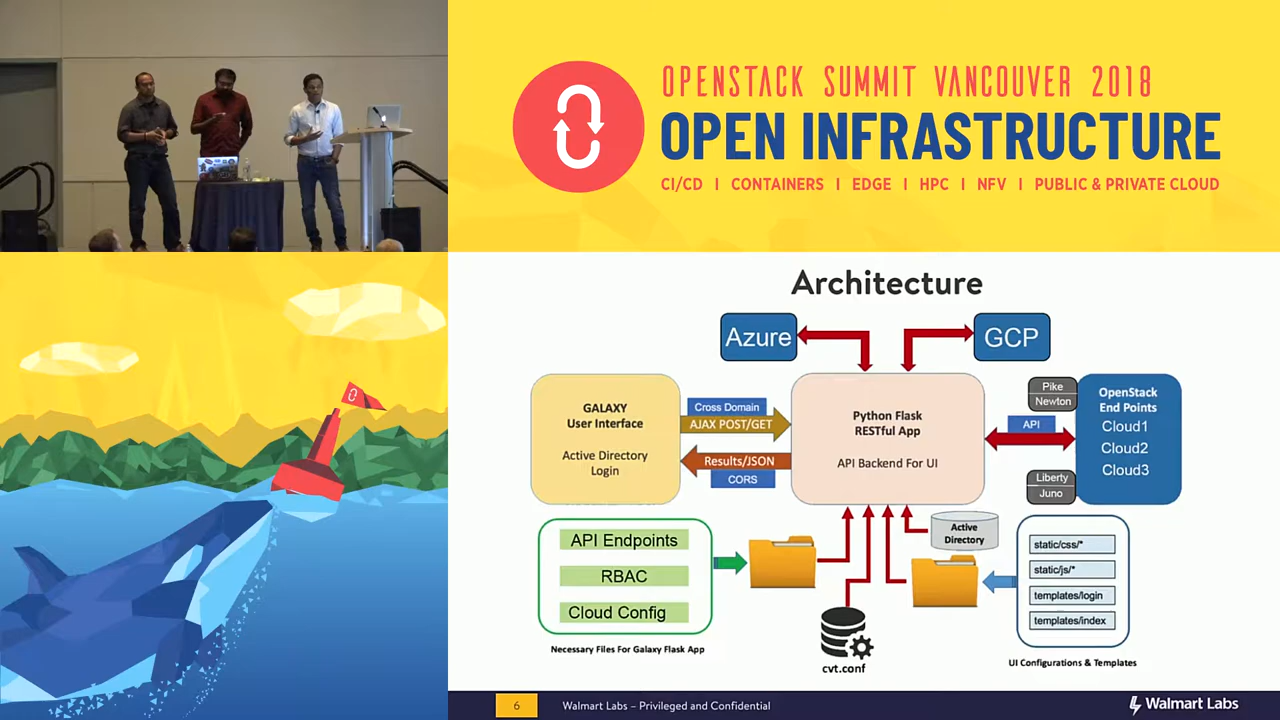 OPENSTACK SUMMIT VANCOUVER 2018
OPEN INFRASTRUCTURE
CI/CD | CONTAINERS | EDGE | HPC | NFV | PUBLIC & PRIVATE CLOUD
Architecture
Azure
GCP
GALAXY
User Interface
Active Directory
Login
Cross Domain
AJAX POST/GET
Results/JSON
CORS
Python Flask
RESTful App
API Backend For UI
API
Pike
Newton
Liberty
Juno
OpenStack
End Points
Cloud1
Cloud2
Cloud3
API Endpoints
RBAC
Cloud Config
Necessary Files For Galaxy Flask App
cvt.conf
Active
Directory
static/css/*
static/js/*
templates/login
templates/index
UI Configurations & Templates
6
Walmart Labs – Privileged and Confidential
Walmart Labs